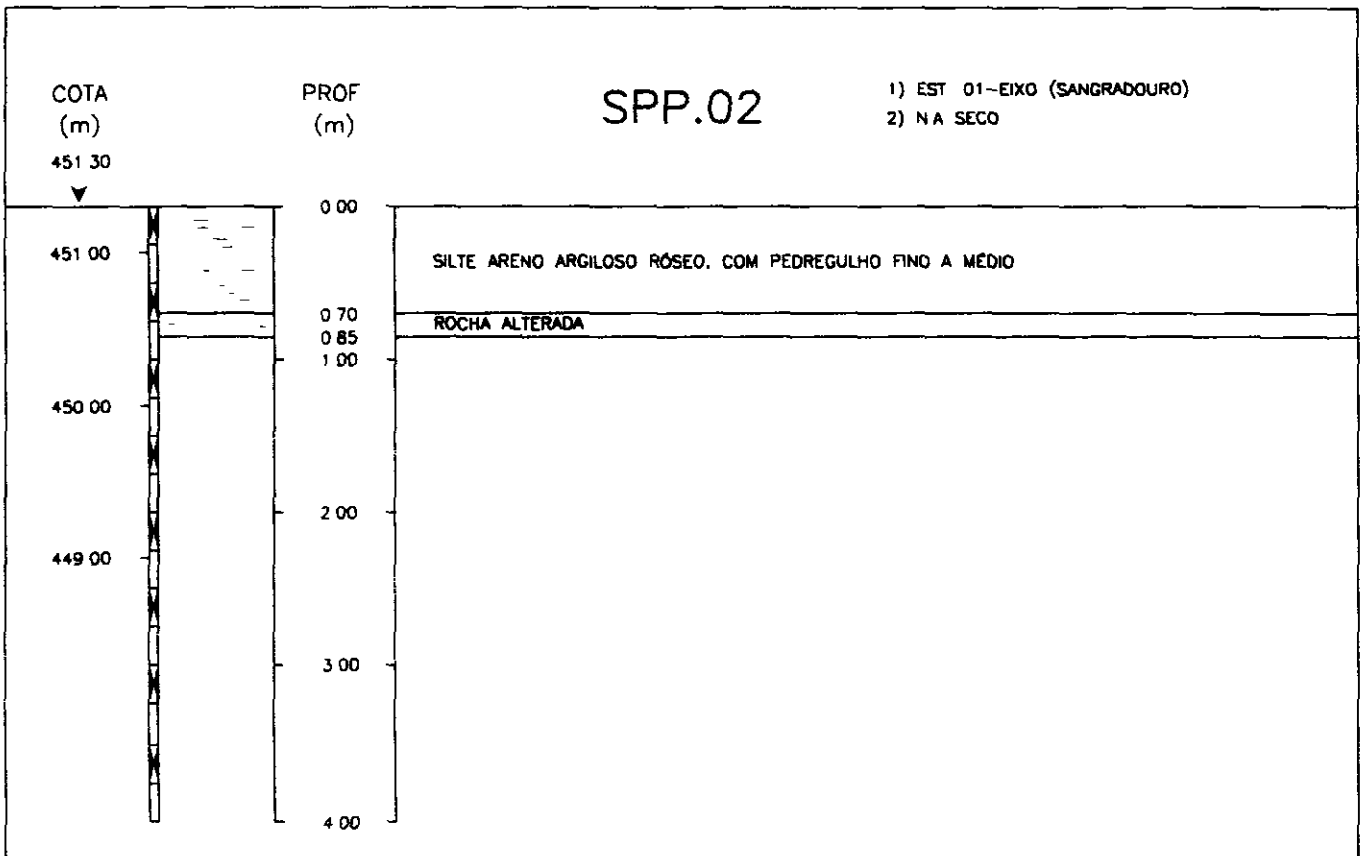 COTA
(m)
451 30
PROF
(m)
SPP.02
1) EST 01-EIXO (SANGRADOURO)
2) N A SECO
0 00
451 00
SILTE ARENO ARGILOSO RÓSEO, COM PEDREGULHO FINO A MÉDIO
0 70
ROCHA ALTERADA
0 85
1 00
450 00
2 00
449 00
3 00
4 00